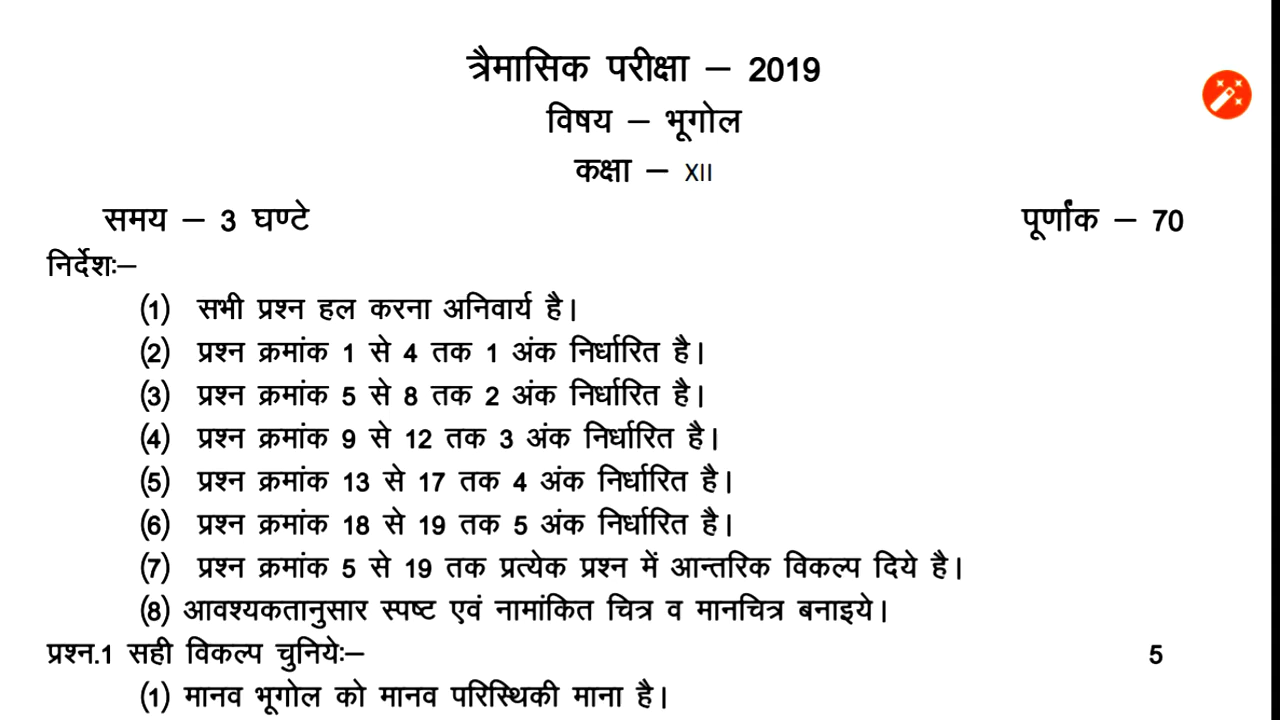 त्रैमासिक परीक्षा – 2019
विषय – भूगोल
कक्षा – XII
समय – 3 घण्टे पूर्णांक – 70
निर्देशः–
(1) सभी प्रश्न हल करना अनिवार्य है।
(2) प्रश्न क्रमांक 1 से 4 तक 1 अंक निर्धारित है।
(3) प्रश्न क्रमांक 5 से 8 तक 2 अंक निर्धारित है।
(4) प्रश्न क्रमांक 9 से 12 तक 3 अंक निर्धारित है।
(5) प्रश्न क्रमांक 13 से 17 तक 4 अंक निर्धारित है।
(6) प्रश्न क्रमांक 18 से 19 तक 5 अंक निर्धारित है।
(7) प्रश्न क्रमांक 5 से 19 तक प्रत्येक प्रश्न में आन्तरिक विकल्प दिये है।
(8) आवश्यकतानुसार स्पष्ट एवं नामांकित चित्र व मानचित्र बनाइये।
प्रश्न.1 सही विकल्प चुनियेः– 5
(1) मानव भूगोल को मानव परिस्थिकी माना है।